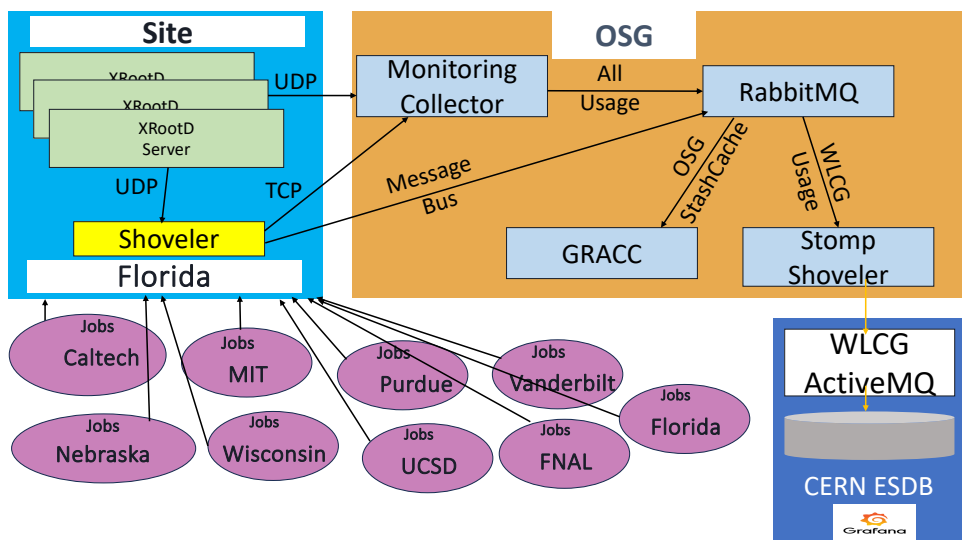 Site
XRootD
XRootD
XRootD
Server
UDP
UDP
TCP
Shoveler
Florida
OSG
Monitoring
Collector
All
Usage
RabbitMQ
Message
Bus
OSG
StashCache
WLCG
Usage
GRACC
Stomp
Shoveler
Jobs
Caltech
Jobs
MIT
Jobs
Purdue
Jobs
Vanderbilt
Jobs
Florida
Jobs
Nebraska
Jobs
Wisconsin
Jobs
UCSD
Jobs
FNAL
WLCG
ActiveMQ
CERN ESDB
Grafana